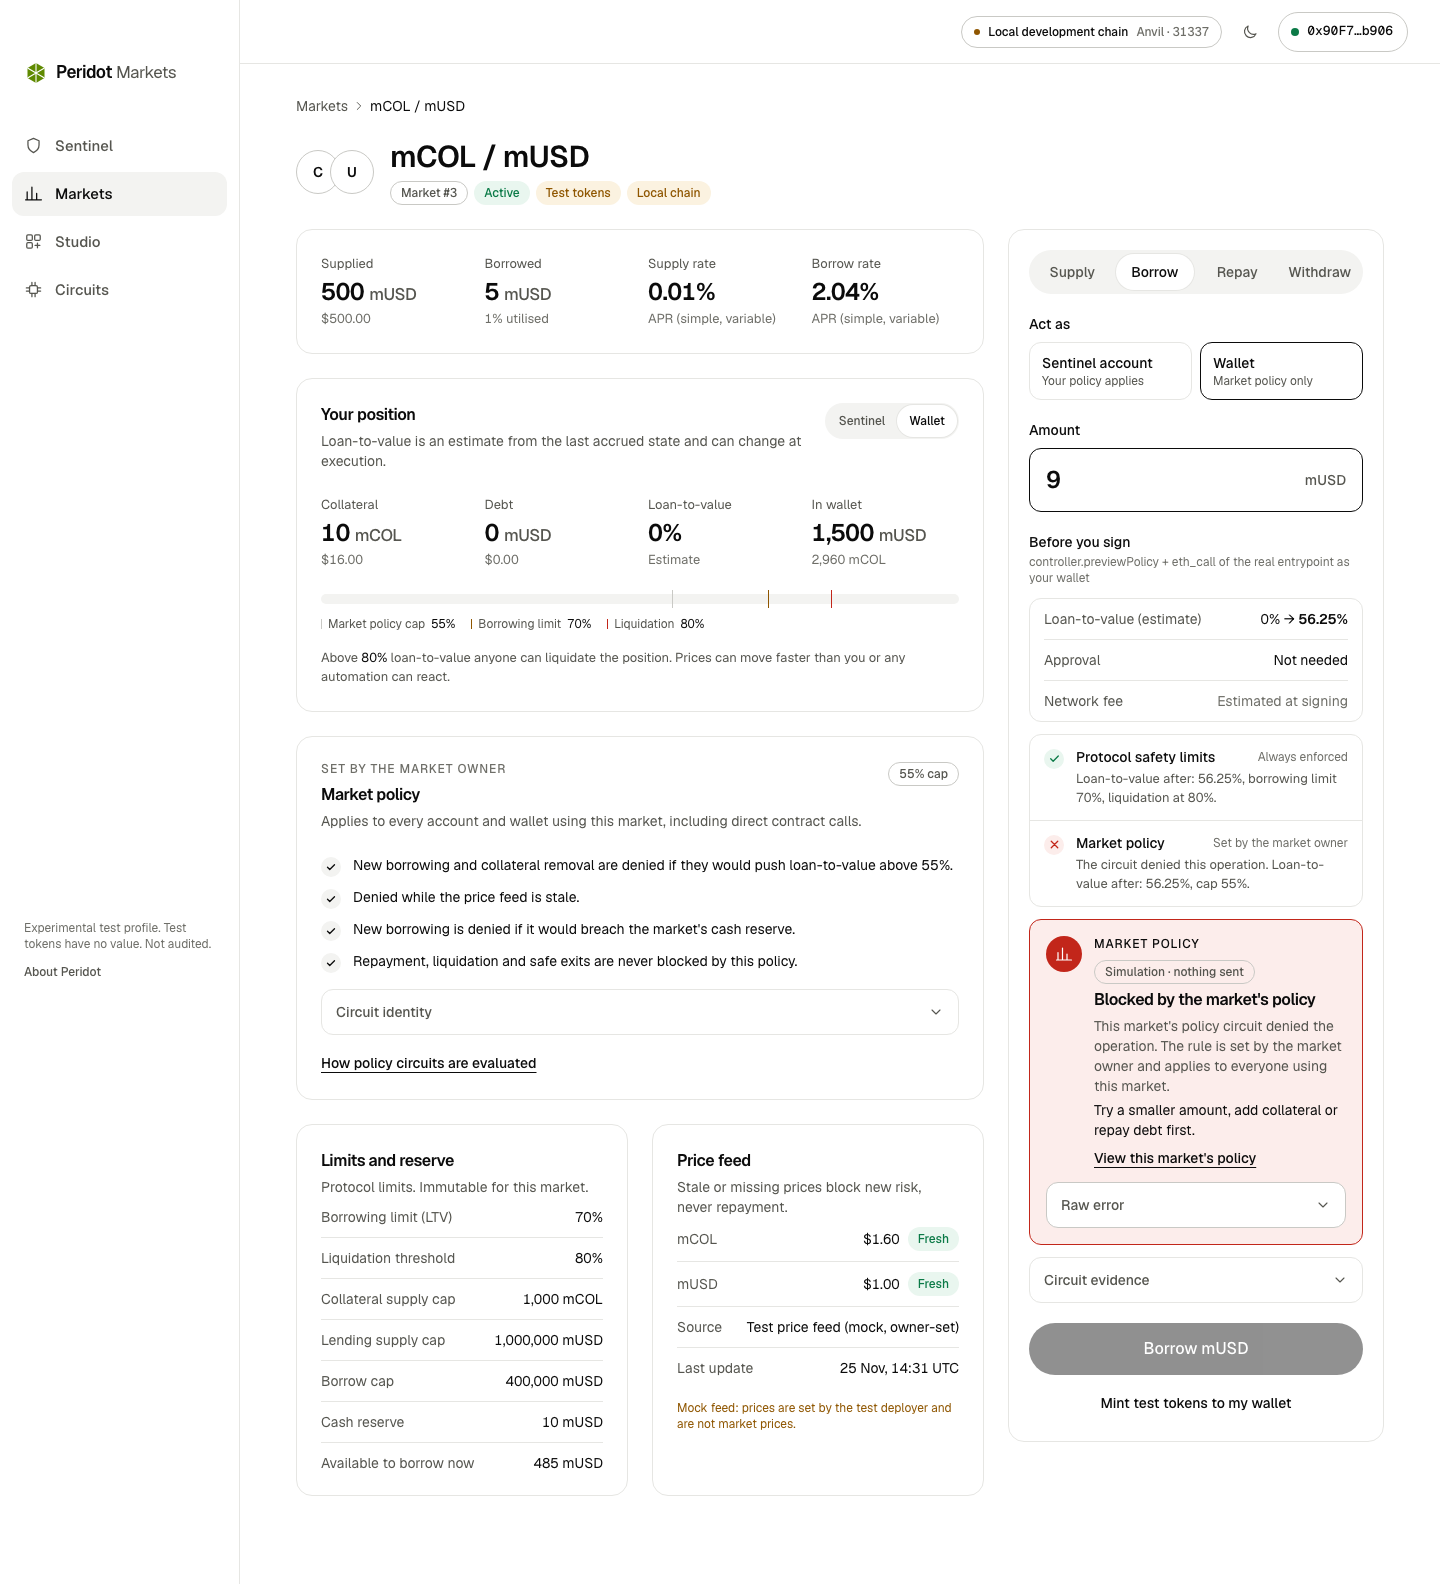 Peridot Markets
Sentinel
Markets
Studio
Circuits
Experimental test profile. Test
tokens have no value. Not audited.
About Peridot
Local development chain Anvil · 31337
0x90F7…b906
Markets > mCOL / mUSD
C U
mCOL / mUSD
Market #3 Active Test tokens Local chain
Supplied
500 mUSD
$500.00
Borrowed
5 mUSD
1% utilised
Supply rate
0.01%
APR (simple, variable)
Borrow rate
2.04%
APR (simple, variable)
Your position
Loan-to-value is an estimate from the last accrued state and can change at
execution.
Sentinel Wallet
Collateral
10 mCOL
$16.00
Debt
0 mUSD
$0.00
Loan-to-value
0%
Estimate
In wallet
1,500 mUSD
2,960 mCOL
Market policy cap 55% Borrowing limit 70% Liquidation 80%
Above 80% loan-to-value anyone can liquidate the position. Prices can move faster than you or any
automation can react.
SET BY THE MARKET OWNER
55% cap
Market policy
Applies to every account and wallet using this market, including direct contract calls.
New borrowing and collateral removal are denied if they would push loan-to-value above 55%.
Denied while the price feed is stale.
New borrowing is denied if it would breach the market's cash reserve.
Repayment, liquidation and safe exits are never blocked by this policy.
Circuit identity
How policy circuits are evaluated
Limits and reserve
Protocol limits. Immutable for this market.
Borrowing limit (LTV) 70%
Liquidation threshold 80%
Collateral supply cap 1,000 mCOL
Lending supply cap 1,000,000 mUSD
Borrow cap 400,000 mUSD
Cash reserve 10 mUSD
Available to borrow now 485 mUSD
Price feed
Stale or missing prices block new risk,
never repayment.
mCOL $1.60 Fresh
mUSD $1.00 Fresh
Source Test price feed (mock, owner-set)
Last update 25 Nov, 14:31 UTC
Mock feed: prices are set by the test deployer and
are not market prices.
Supply Borrow Repay Withdraw
Act as
Sentinel account
Your policy applies
Wallet
Market policy only
Amount
9 mUSD
Before you sign
controller.previewPolicy + eth_call of the real entrypoint as
your wallet
Loan-to-value (estimate) 0% → 56.25%
Approval Not needed
Network fee Estimated at signing
Protocol safety limits Always enforced
Loan-to-value after: 56.25%, borrowing limit
70%, liquidation at 80%.
Market policy Set by the market owner
The circuit denied this operation. Loan-to-
value after: 56.25%, cap 55%.
MARKET POLICY
Simulation · nothing sent
Blocked by the market's policy
This market's policy circuit denied the
operation. The rule is set by the market
owner and applies to everyone using
this market.
Try a smaller amount, add collateral or
repay debt first.
View this market's policy
Raw error
Circuit evidence
Borrow mUSD
Mint test tokens to my wallet